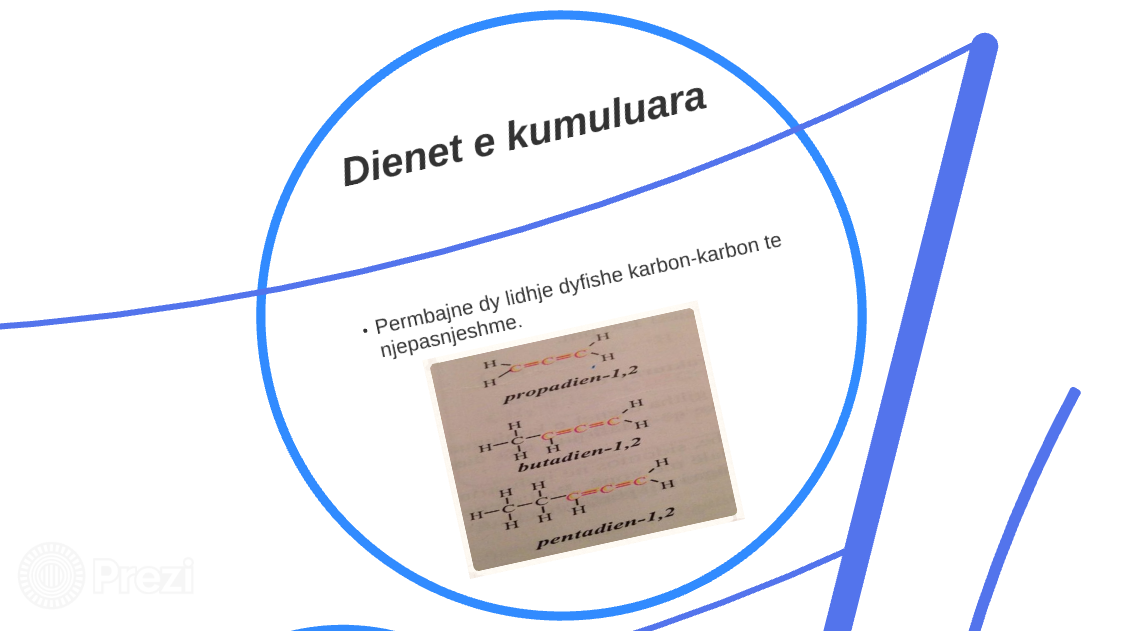 Dienet e kumuluara
• Permbajne dy lidhje dyfishe karbon-karbon te
njepasnjeshme.
H H
C=C=C
H H
propadien-1,2
H H
H—C—C=C=C
H H H
butadien-1,2
H H H
H—C—C—C=C=C
H H H H
pentadien-1,2
Prezi